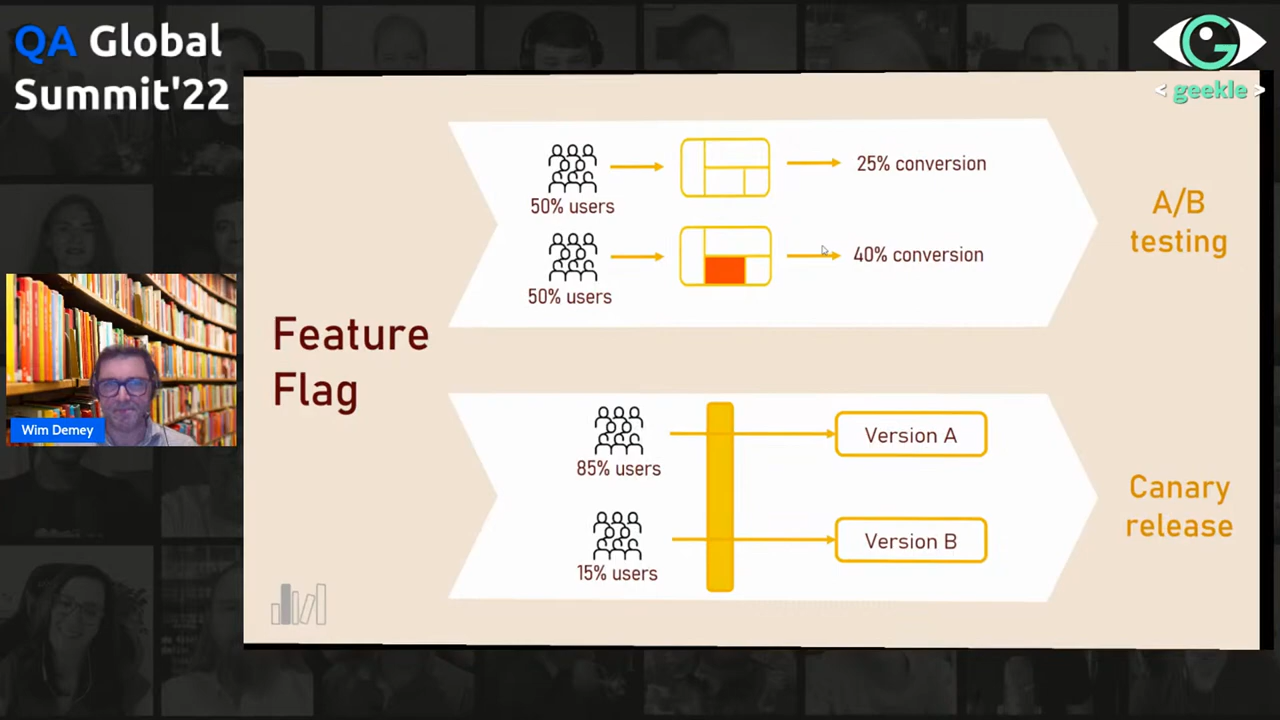 QA Global
Summit'22
< geekle >
Feature
Flag
50% users
25% conversion
50% users
40% conversion
A/B
testing
85% users
Version A
15% users
Version B
Canary
release
Wim Demey